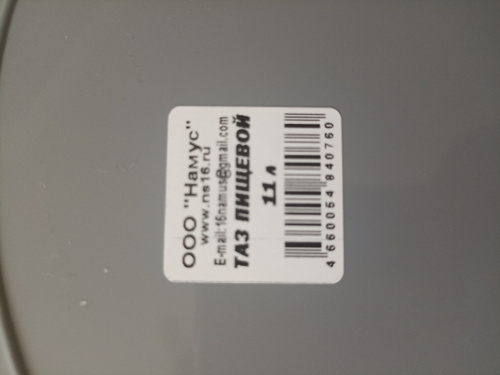 ООО "Намус"
www.ns16.ru
E-mail:16namus@gmail.com
ТАЗ ПИЩЕВОЙ
11 л
4 660054 840760